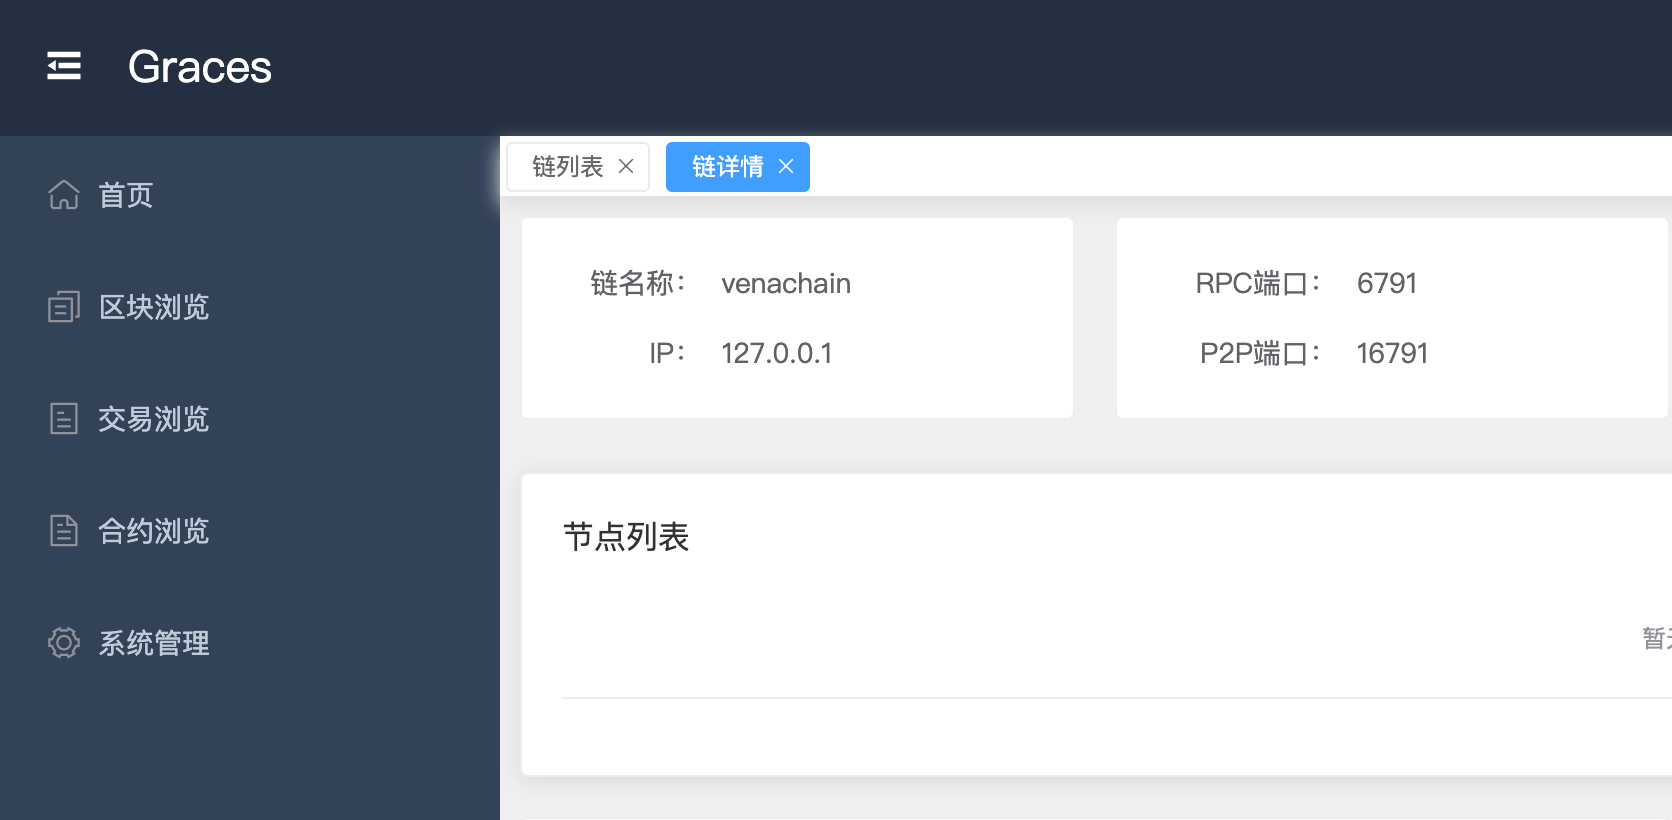 Graces
首页
区块浏览
交易浏览
合约浏览
系统管理
链列表
链详情
链名称： venachain
IP： 127.0.0.1
RPC端口： 6791
P2P端口： 16791
节点列表
暂